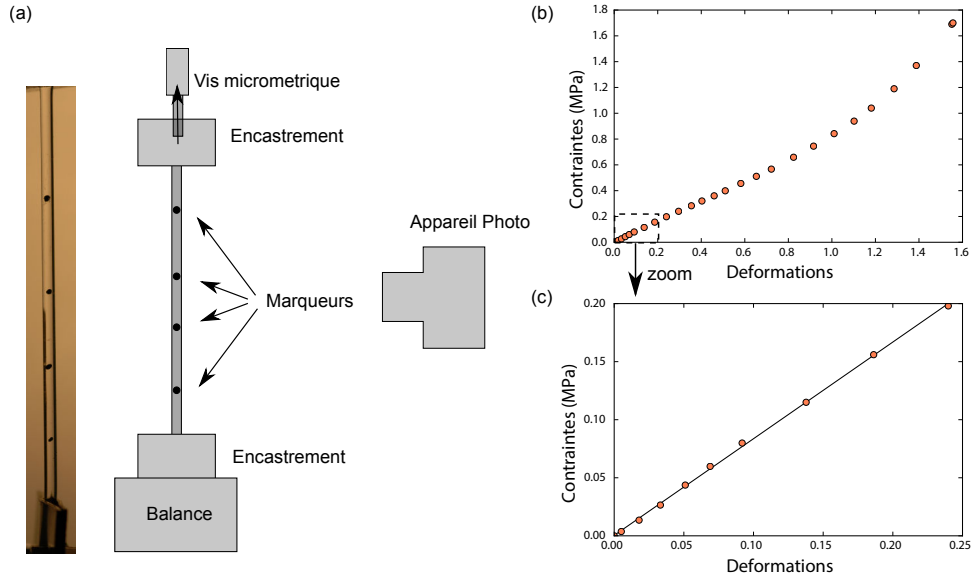 (a)
Vis micrometrique
Encastrement
Appareil Photo
Marqueurs
Encastrement
Balance
(b)
Contraintes (MPa)
1.8
1.6
1.4
1.2
1.0
0.8
0.6
0.4
0.2
0.0
0.0 0.2 0.4 0.6 0.8 1.0 1.2 1.4 1.6
Deformations
zoom
(c)
Contraintes (MPa)
0.20
0.15
0.10
0.05
0.00
0.00 0.05 0.10 0.15 0.20 0.25
Deformations